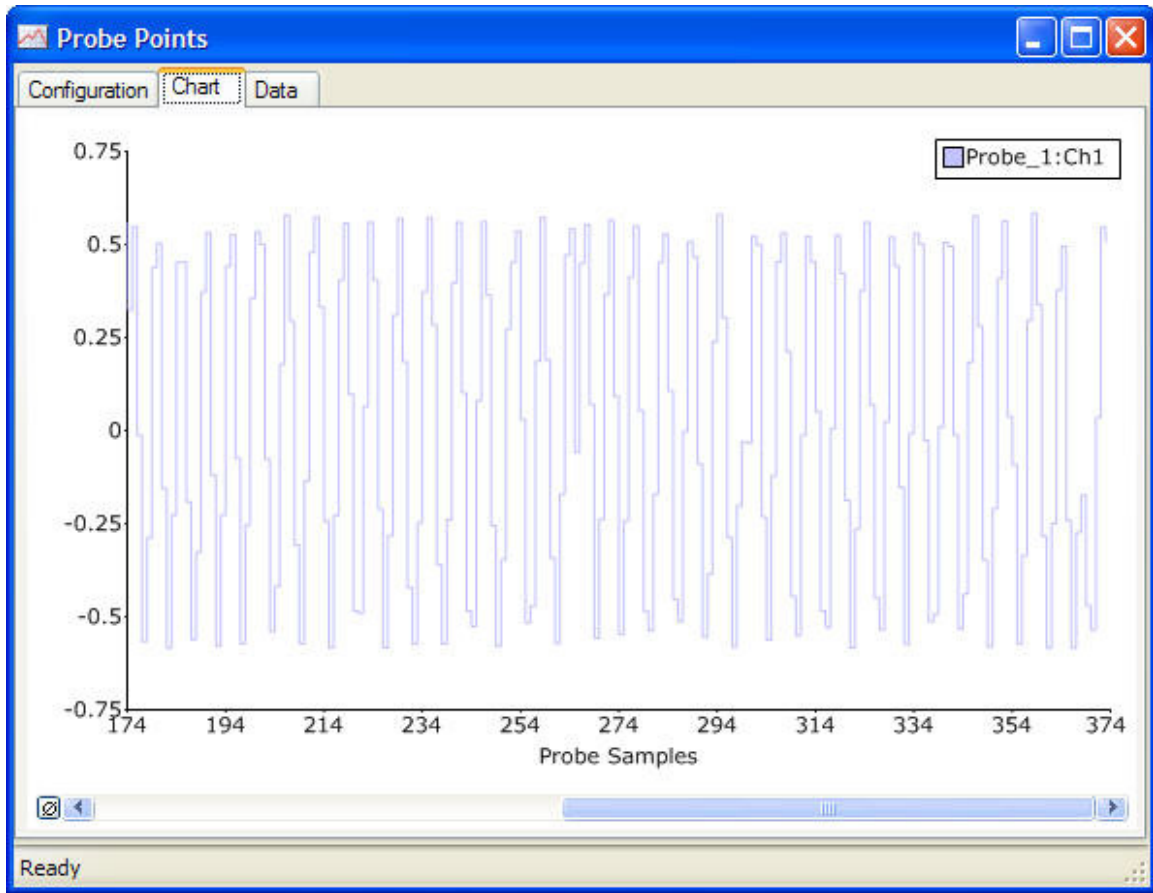 Probe Points
Configuration Chart Data
Probe_1:Ch1
0.75
0.5
0.25
0
-0.25
-0.5
-0.75
174 194 214 234 254 274 294 314 334 354 374
Probe Samples
Ready